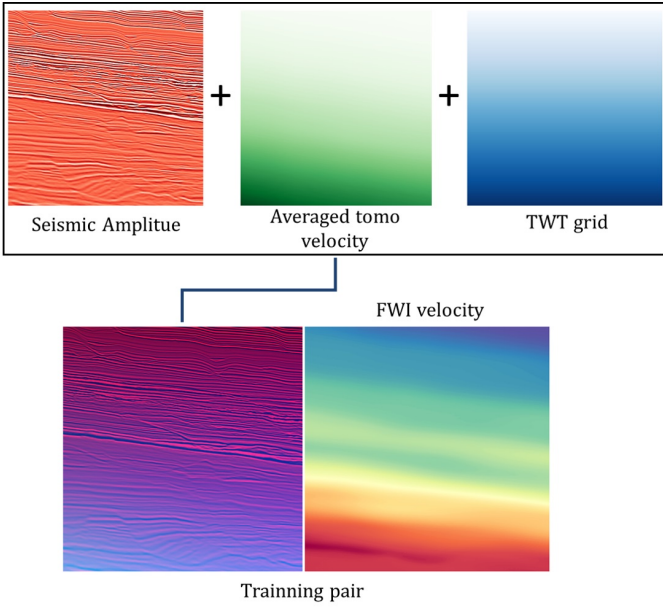 +
+
Seismic Amplitue
Averaged tomo
velocity
TWT grid
FWI velocity
Trainning pair